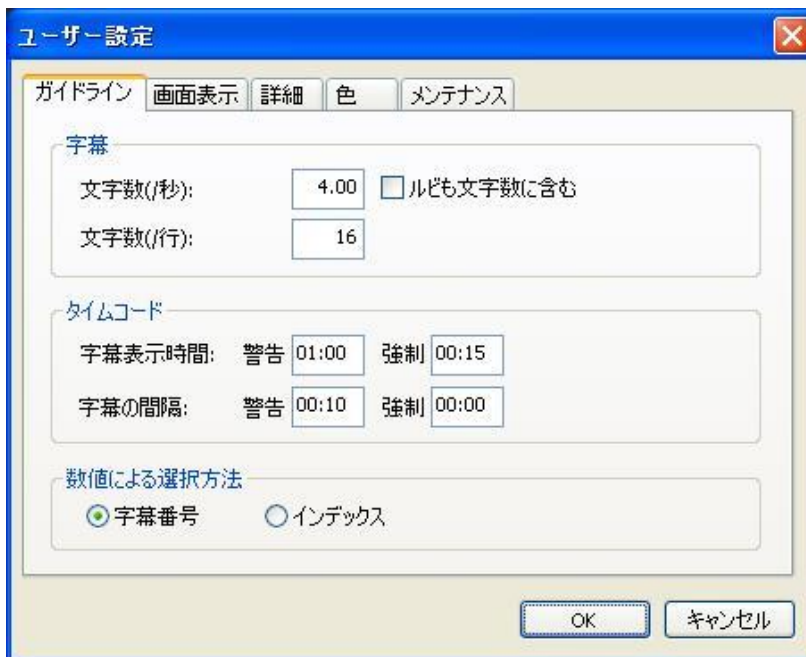 ユーザー設定
ガイドライン 画面表示 詳細 色 メンテナンス
字幕
文字数(/秒): 4.00 ルビも文字数に含む
文字数(/行): 16
タイムコード
字幕表示時間: 警告 01:00 強制 00:15
字幕の間隔: 警告 00:10 強制 00:00
数値による選択方法
字幕番号 インデックス
OK キャンセル